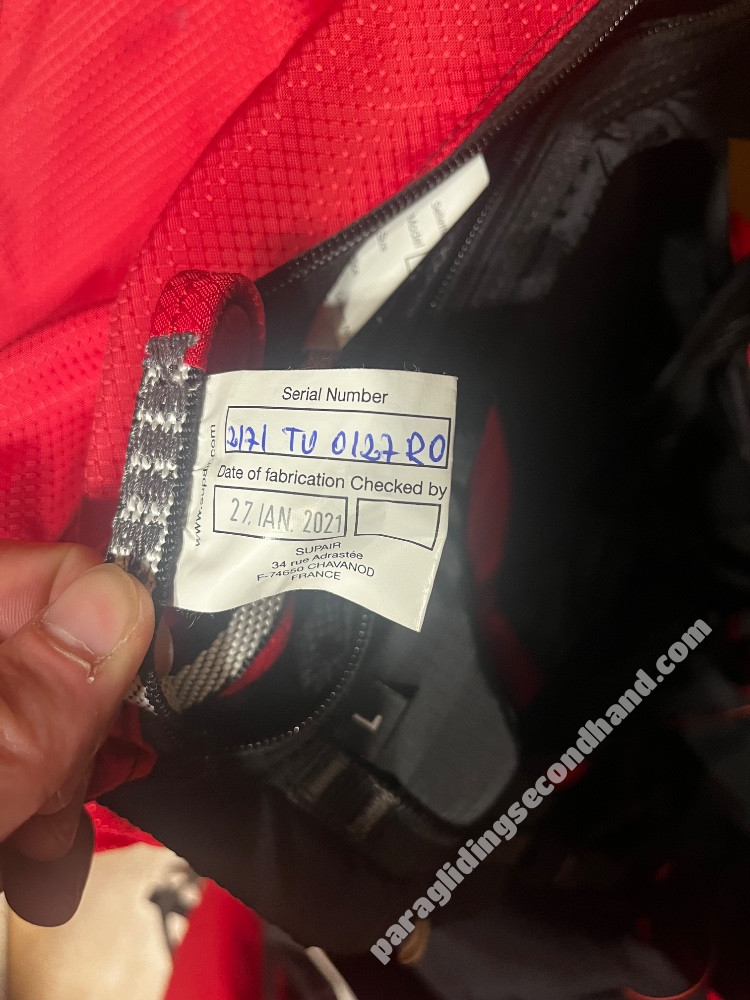 Serial Number
2171 TU 0127 RO
Date of fabrication Checked by
27. IAN. 2021
SUPAIR
34 rue Adrastée
F-74650 CHAVANOD
FRANCE
L
paraglidingsecondhand.com